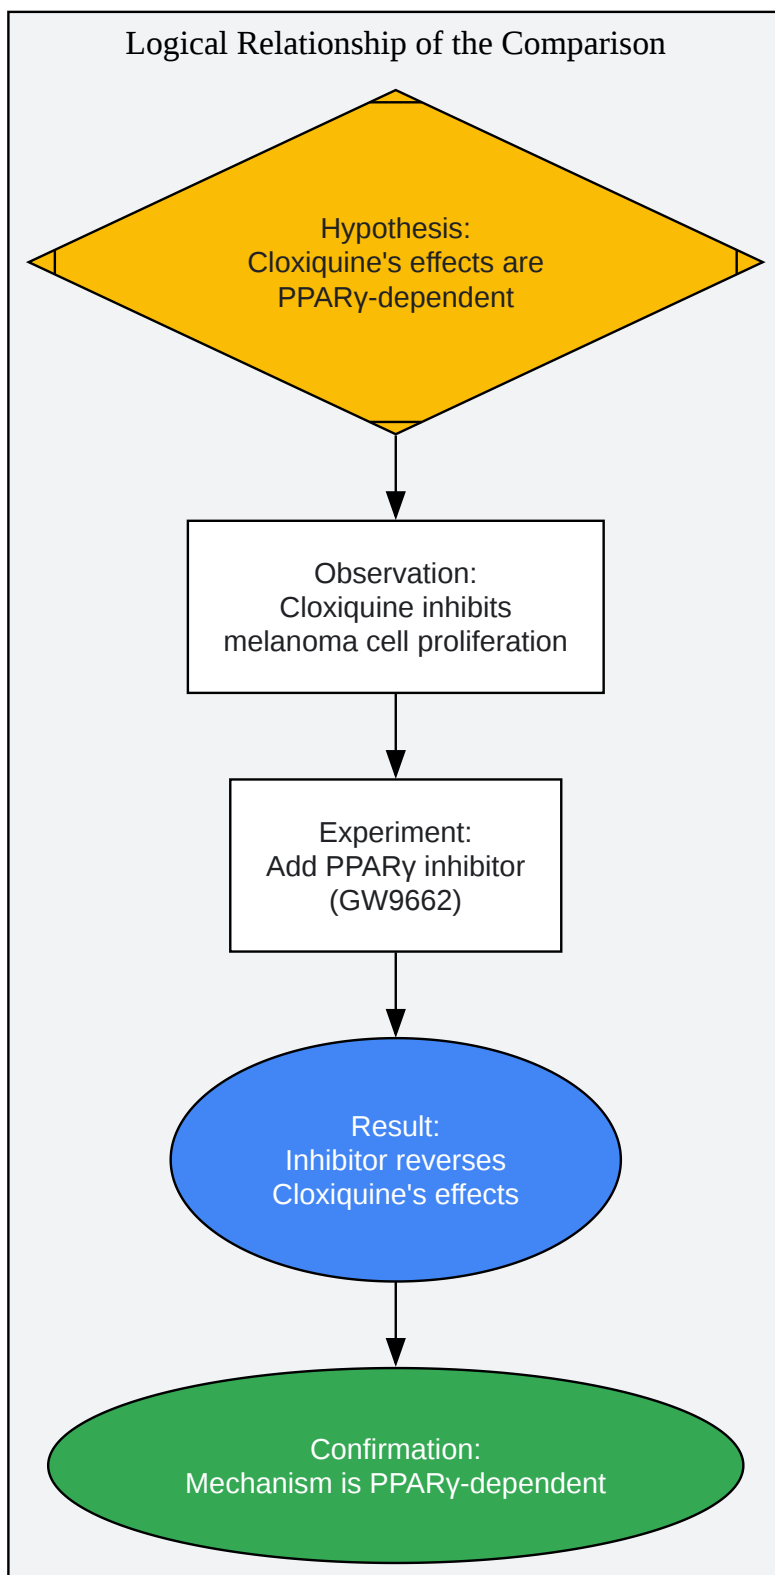 Logical Relationship of the Comparison
Hypothesis:
Cloxiquine's effects are
PPARγ-dependent
Observation:
Cloxiquine inhibits
melanoma cell proliferation
Experiment:
Add PPARγ inhibitor
(GW9662)
Result:
Inhibitor reverses
Cloxiquine's effects
Confirmation:
Mechanism is PPARγ-dependent